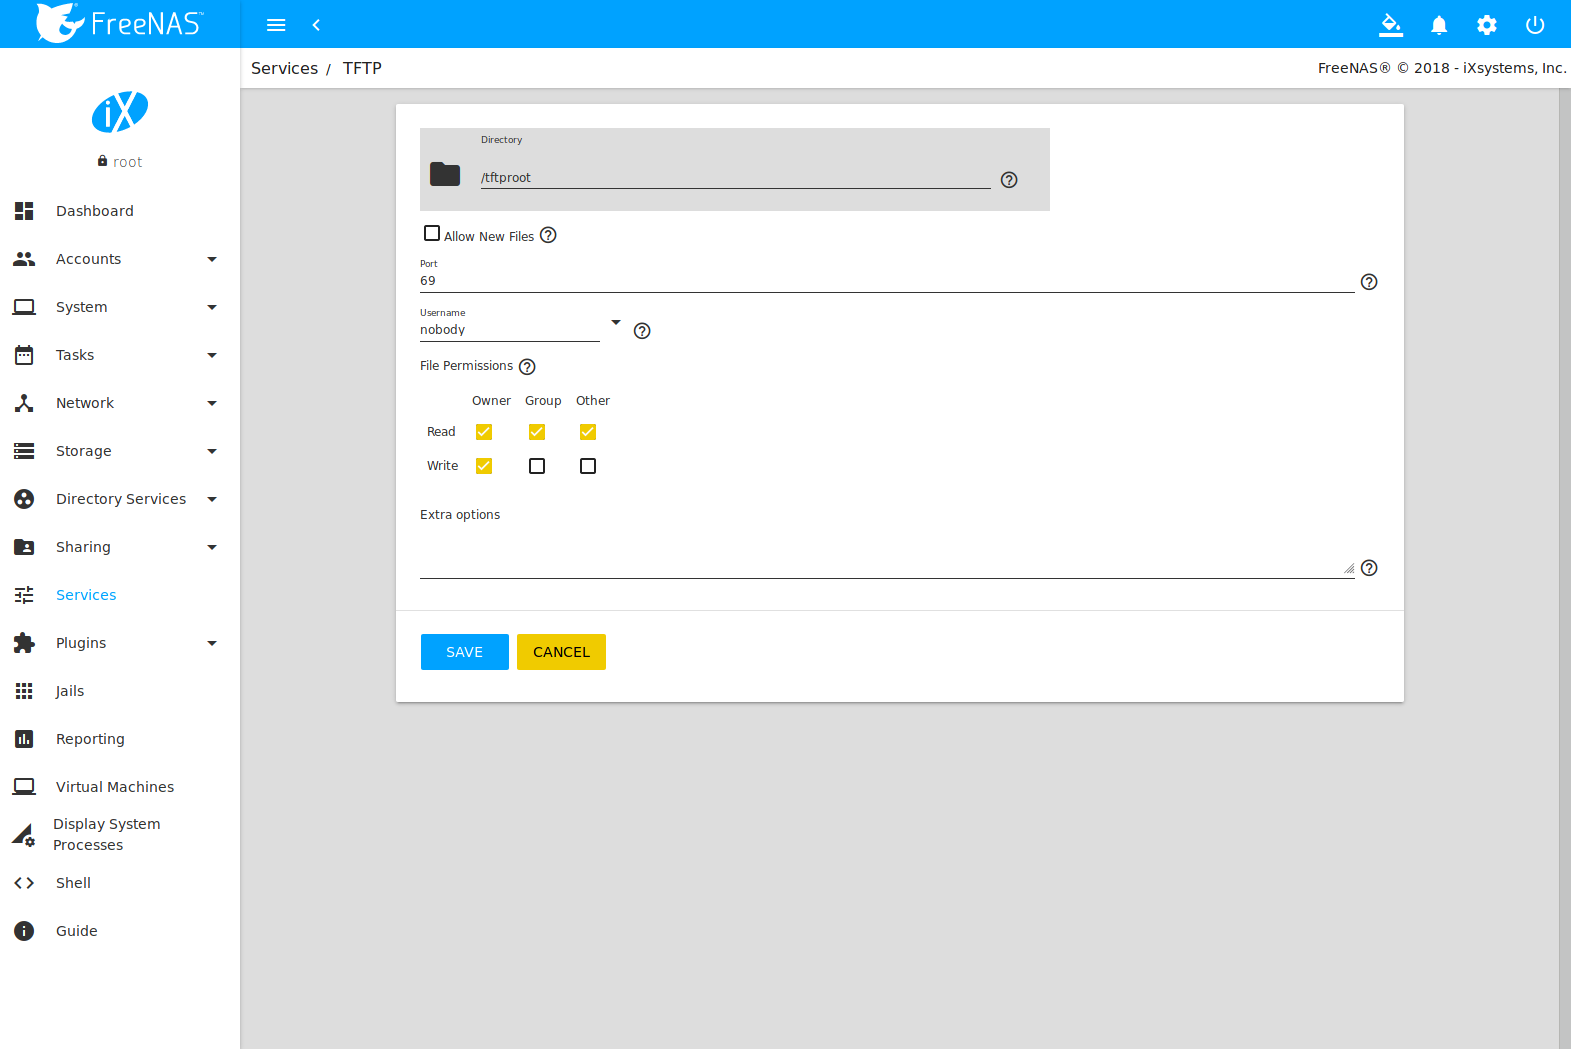 FreeNAS™
Services / TFTP
FreeNAS® © 2018 - iXsystems, Inc.
iX
root
Dashboard
Accounts
System
Tasks
Network
Storage
Directory Services
Sharing
Services
Plugins
Jails
Reporting
Virtual Machines
Display System
Processes
Shell
Guide
Directory
/tftproot
Allow New Files
Port
69
Username
nobody
File Permissions
Owner Group Other
Read
Write
Extra options
SAVE CANCEL